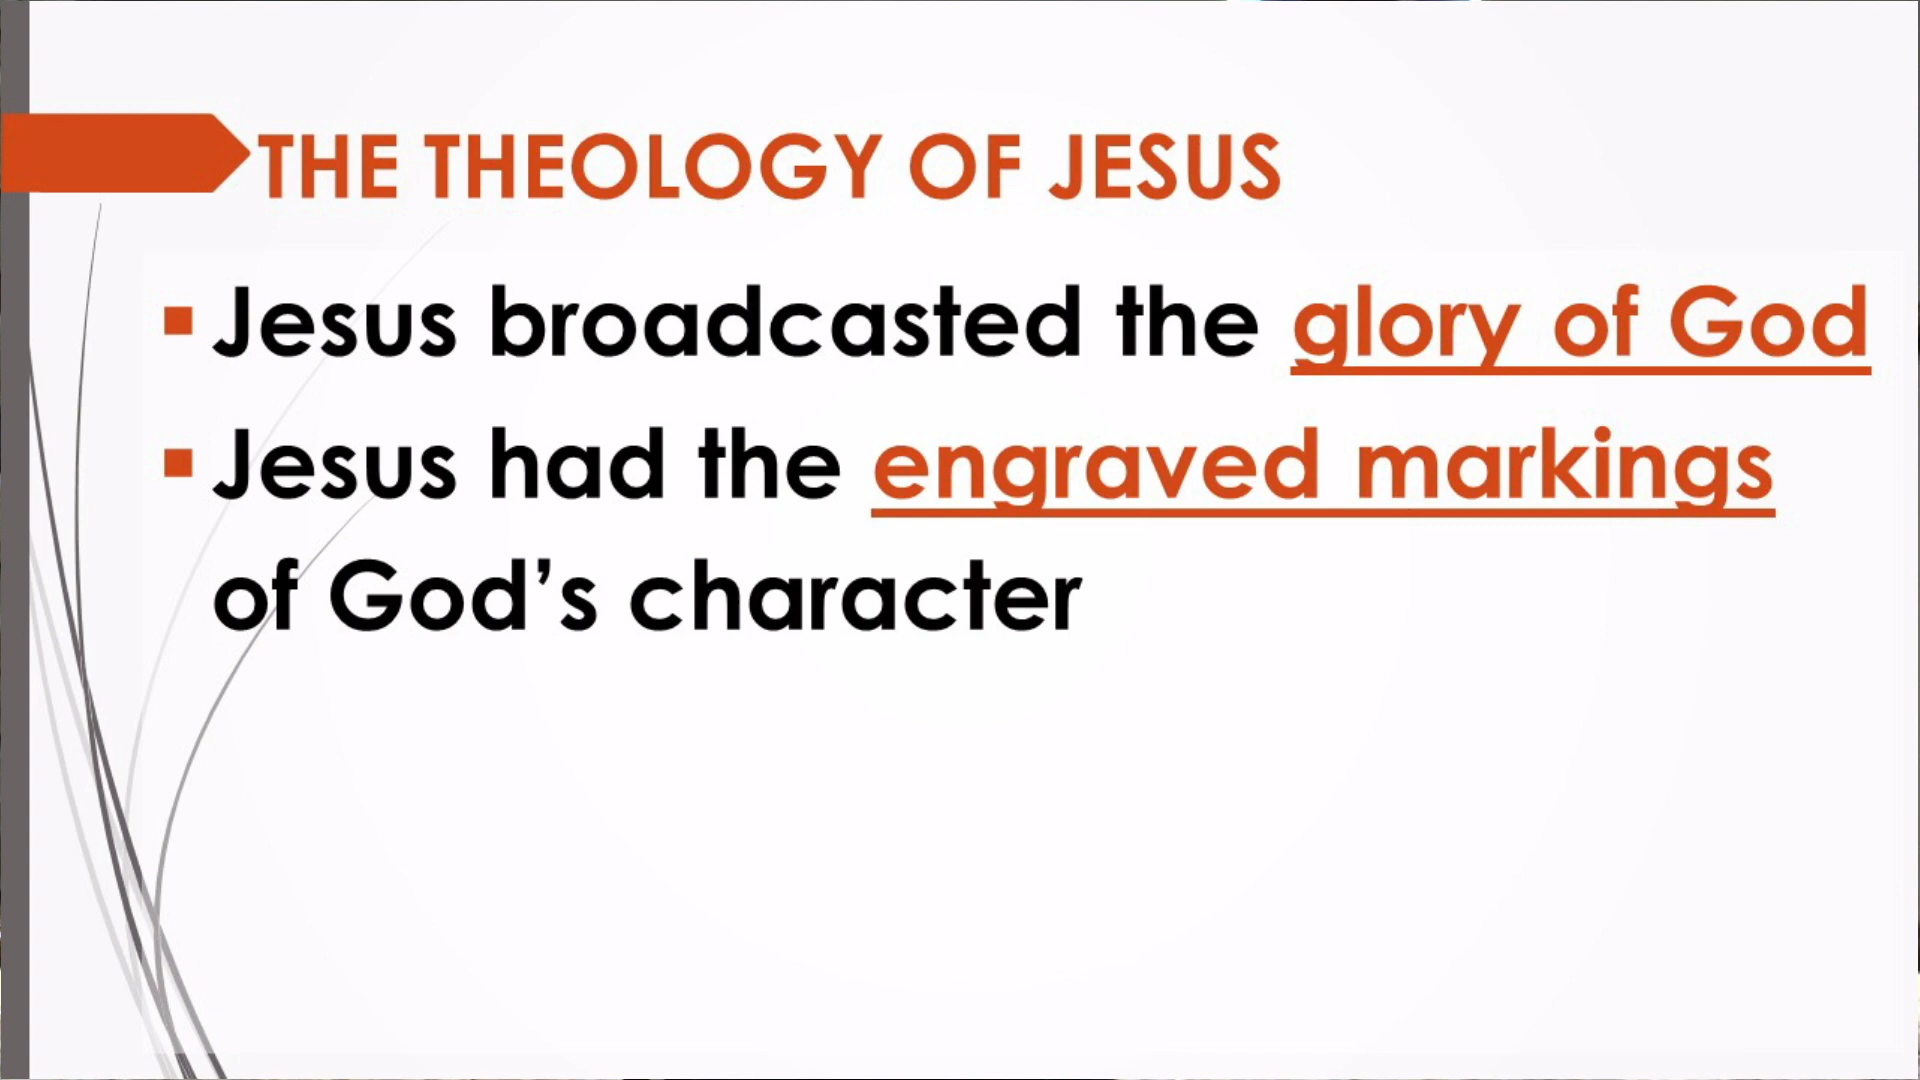 THE THEOLOGY OF JESUS
▪Jesus broadcasted the glory of God
▪Jesus had the engraved markings
of God’s character